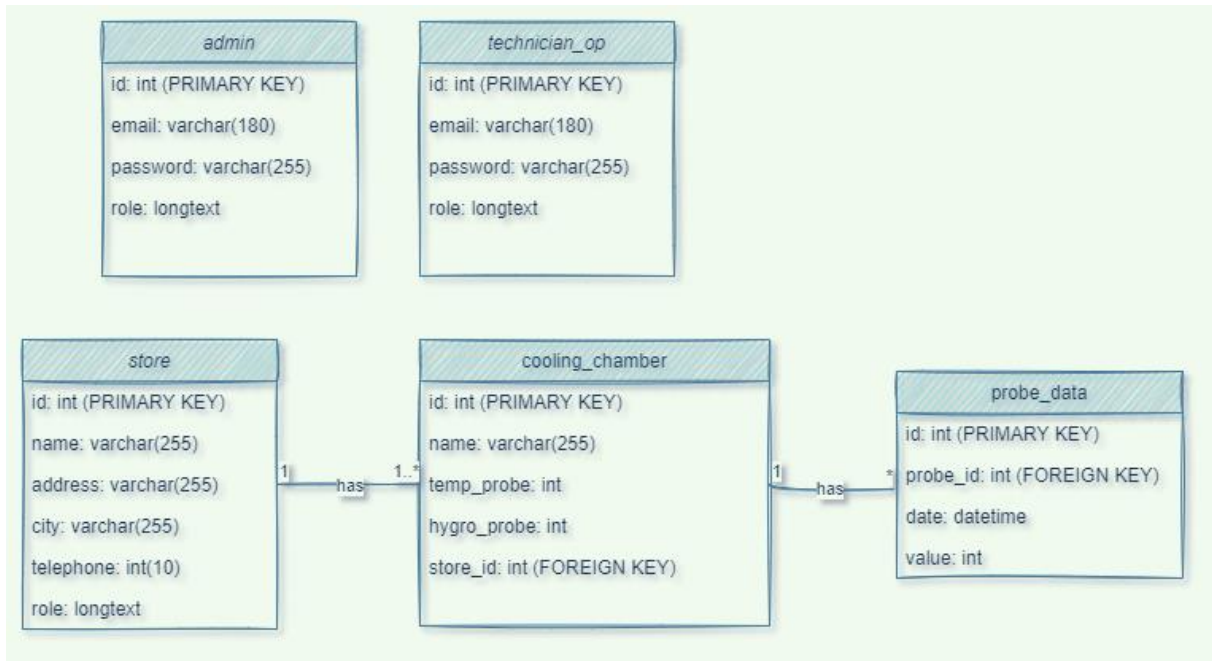 admin
id: int (PRIMARY KEY)
email: varchar(180)
password: varchar(255)
role: longtext
technician_op
id: int (PRIMARY KEY)
email: varchar(180)
password: varchar(255)
role: longtext
store
id: int (PRIMARY KEY)
name: varchar(255)
address: varchar(255)
city: varchar(255)
telephone: int(10)
role: longtext
1
has
1..*
cooling_chamber
id: int (PRIMARY KEY)
name: varchar(255)
temp_probe: int
hygro_probe: int
store_id: int (FOREIGN KEY)
1
has
*
probe_data
id: int (PRIMARY KEY)
probe_id: int (FOREIGN KEY)
date: datetime
value: int